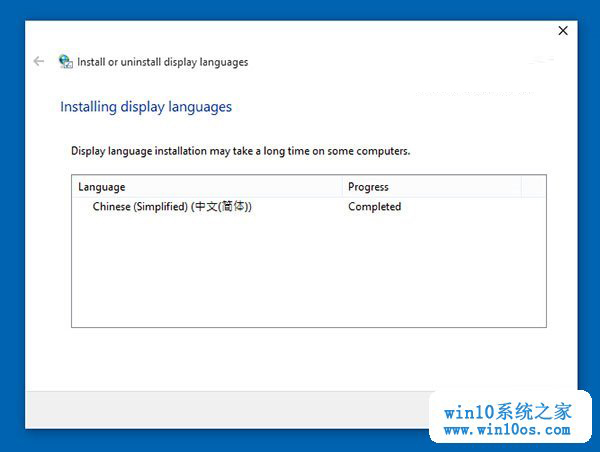 Install or uninstall display languages
Installing display languages
Display language installation may take a long time on some computers.
Language Progress
Chinese (Simplified) (中文(简体)) Completed
win10系统之家
www.win10os.com